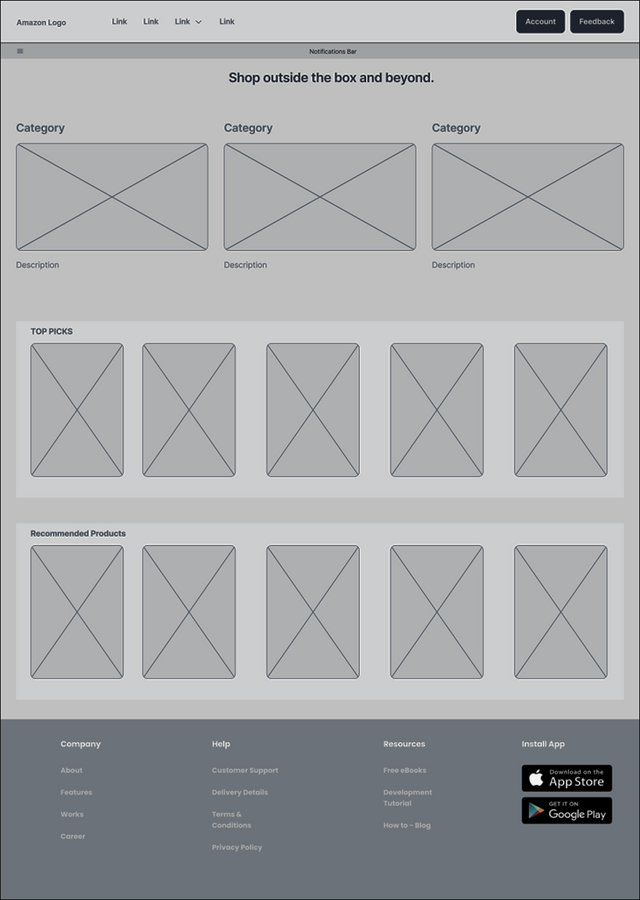 Amazon Logo
Link
Link
Link
Link
Account
Feedback
Notifications Bar
Shop outside the box and beyond.
Category
Category
Category
Description
Description
Description
TOP PICKS
Recommended Products
Company
About
Features
Works
Career
Help
Customer Support
Delivery Details
Terms &
Conditions
Privacy Policy
Resources
Free eBooks
Development
Tutorial
How to - Blog
Install App
Download on the
App Store
GET IT ON
Google Play